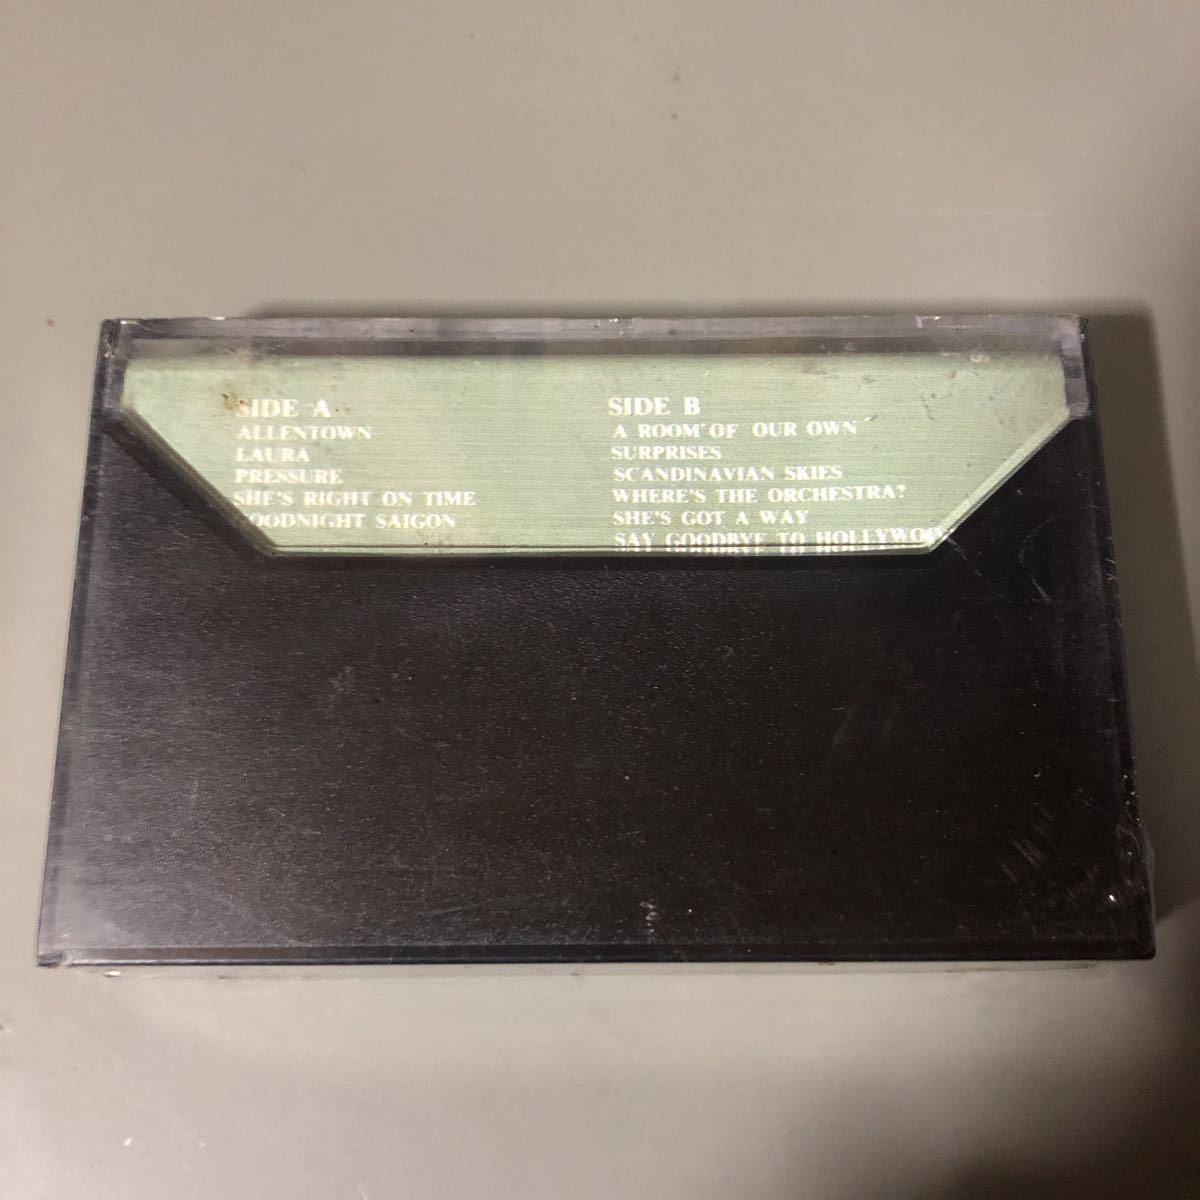 SIDE A
ALLENTOWN
LAURA
PRESSURE
SHE'S RIGHT ON TIME
GOODNIGHT SAIGON
SIDE B
A ROOM OF OUR OWN
SURPRISES
SCANDINAVIAN SKIES
WHERE'S THE ORCHESTRA?
SHE'S GOT A WAY
SAY GOODBYE TO HOLLYWOO